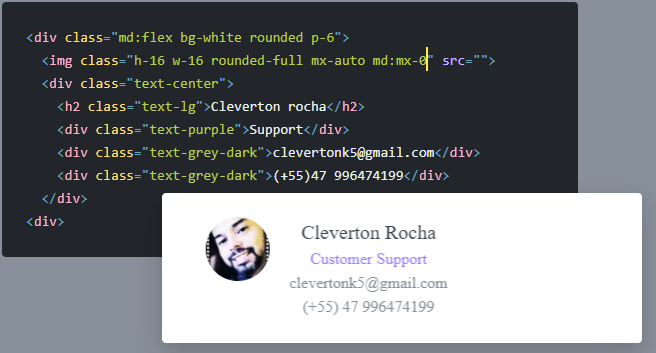 <div class="md:flex bg-white rounded p-6">
<img class="h-16 w-16 rounded-full mx-auto md:mx-0" src="">
<div class="text-center">
<h2 class="text-lg">Cleverton rocha</h2>
<div class="text-purple">Support</div>
<div class="text-grey-dark">clevertonk5@gmail.com</div>
<div class="text-grey-dark">(+55)47 996474199</div>
</div>
<div>
Cleverton Rocha
Customer Support
clevertonk5@gmail.com
(+55) 47 996474199